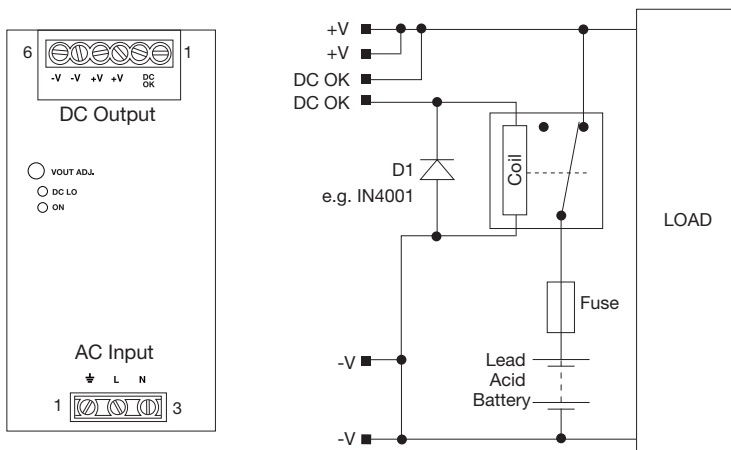 6
1
-V -V +V +V DC OK
DC Output
VOUT ADJ.
DC LO
ON
AC Input
L N
1
3
+V
+V
DC OK
DC OK
D1
e.g. IN4001
Coil
LOAD
Fuse
Lead
Acid
Battery
-V
-V